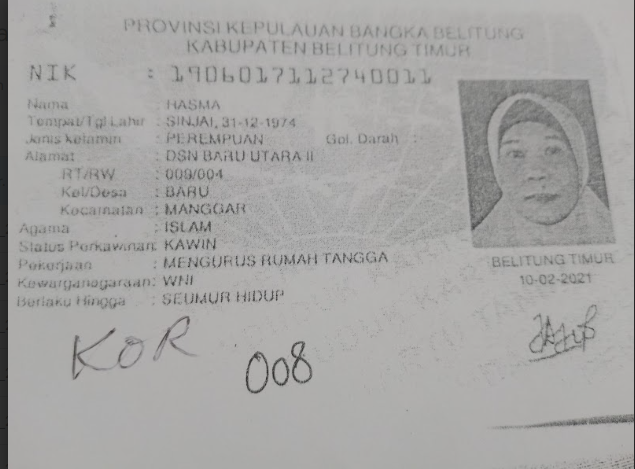 PROVINSI KEPULAUAN BANGKA BELITUNG
KABUPATEN BELITUNG TIMUR
NIK : 1906017112740011
Nama : HASMA
Tempat/Tgl Lahir : SINJAI, 31-12-1974
Jenis kelamin : PEREMPUAN Gol. Darah :
Alamat : DSN BARU UTARA II
RT/RW : 009/004
Kel/Desa : BARU
Kecamatan : MANGGAR
Agama : ISLAM
Status Perkawinan: KAWIN
Pekerjaan : MENGURUS RUMAH TANGGA
Kewarganegaraan: WNI
Berlaku Hingga : SEUMUR HIDUP
BELITUNG TIMUR
10-02-2021
KOR
008